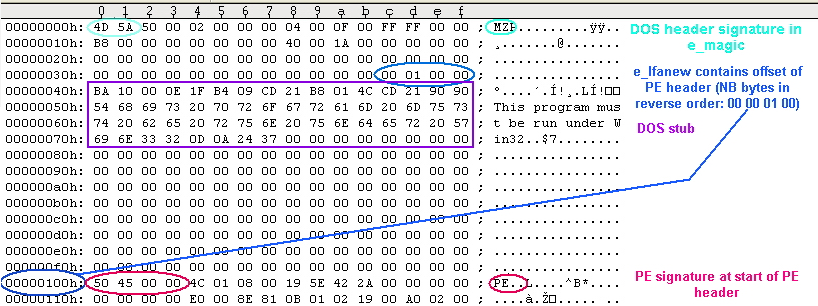 0 1 2 3 4 5 6 7 8 9 a b c d e f
00000000h: 4D 5A 50 00 02 00 00 00 04 00 0F 00 FF FF 00 00 ; MZP.........ÿÿ..
DOS header signature in
e_magic
00000010h: B8 00 00 00 00 00 00 00 40 00 1A 00 00 00 00 00 ; ¸.......@.......
00000020h: 00 00 00 00 00 00 00 00 00 00 00 00 00 00 00 00 ; ................
00000030h: 00 00 00 00 00 00 00 00 00 00 00 00 00 01 00 00 ; ................
e_lfanew contains offset of
PE header (NB bytes in
reverse order: 00 00 01 00)
00000040h: BA 10 00 0E 1F B4 09 CD 21 B8 01 4C CD 21 90 90 ; º....´.Í!¸.LÍ!□□
00000050h: 54 68 69 73 20 70 72 6F 67 72 61 6D 20 6D 75 73 ; This program mus
00000060h: 74 20 62 65 20 72 75 6E 20 75 6E 64 65 72 20 57 ; t be run under W
00000070h: 69 6E 33 32 0D 0A 24 37 00 00 00 00 00 00 00 00 ; in32..$7........
DOS stub
00000080h: 00 00 00 00 00 00 00 00 00 00 00 00 00 00 00 00 ; ................
00000090h: 00 00 00 00 00 00 00 00 00 00 00 00 00 00 00 00 ; ................
000000a0h: 00 00 00 00 00 00 00 00 00 00 00 00 00 00 00 00 ; ................
000000b0h: 00 00 00 00 00 00 00 00 00 00 00 00 00 00 00 00 ; ................
000000c0h: 00 00 00 00 00 00 00 00 00 00 00 00 00 00 00 00 ; ................
000000d0h: 00 00 00 00 00 00 00 00 00 00 00 00 00 00 00 00 ; ................
000000e0h: 00 00 00 00 00 00 00 00 00 00 00 00 00 00 00 00 ; ................
000000f0h: 00 00 00 00 00 00 00 00 00 00 00 00 00 00 00 00 ; ................
00000100h: 50 45 00 00 4C 01 08 00 19 5E 42 2A 00 00 00 00 ; PE..L....^B*....
PE signature at start of PE
header